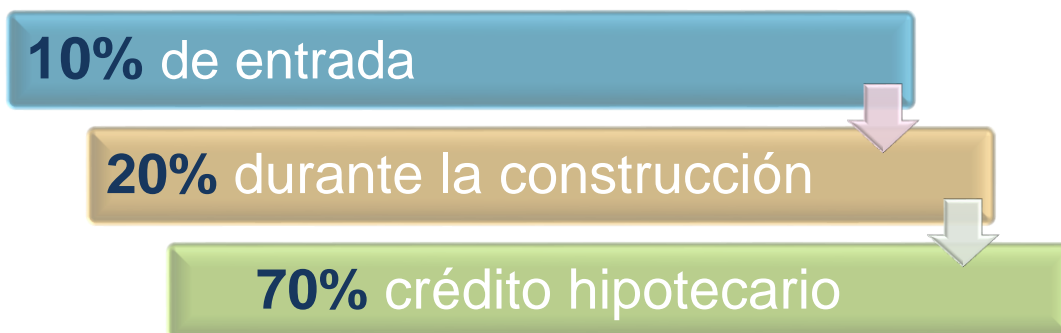 10% de entrada
20% durante la construcción
70% crédito hipotecario